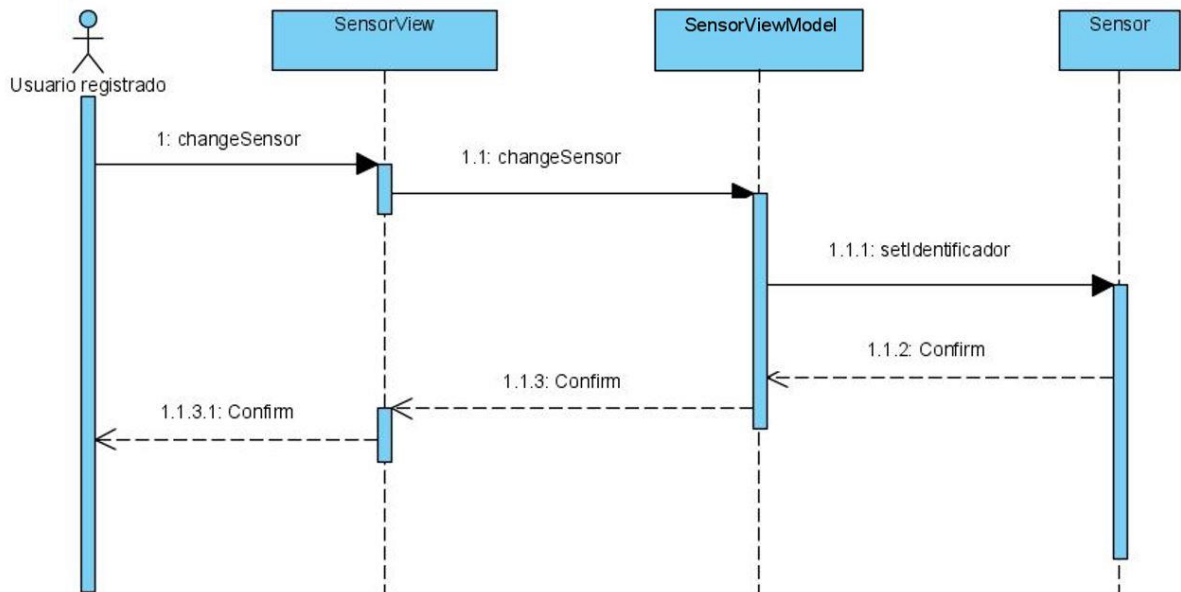 SensorView
SensorViewModel
Sensor
Usuario registrado
1: changeSensor
1.1: changeSensor
1.1.1: setIdentificador
1.1.2: Confirm
1.1.3: Confirm
1.1.3.1: Confirm